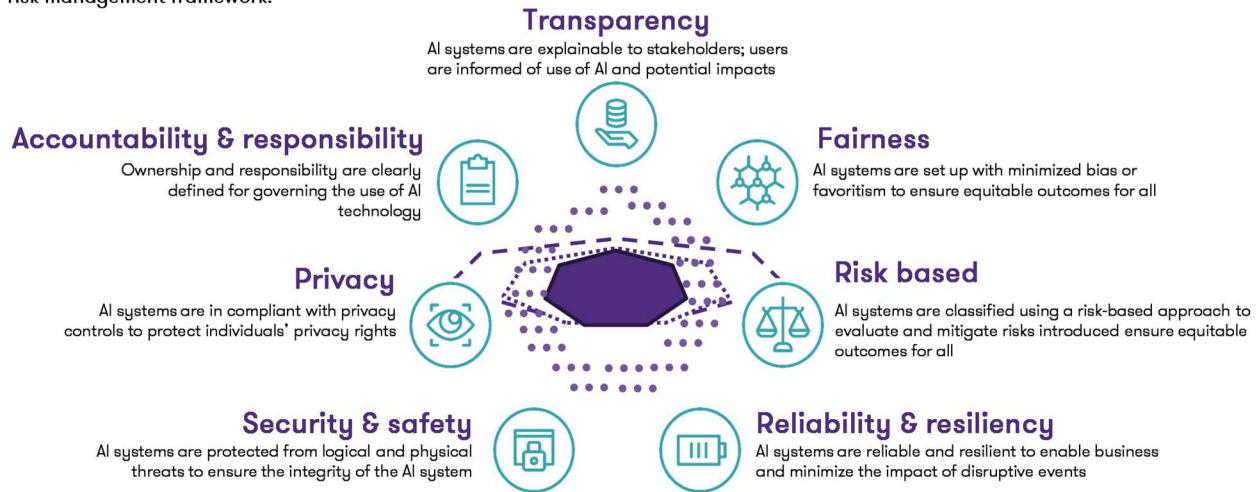 risk management framework.
Transparency
AI systems are explainable to stakeholders; users
are informed of use of AI and potential impacts
Accountability & responsibility
Ownership and responsibility are clearly
defined for governing the use of AI
technology
Fairness
AI systems are set up with minimized bias or
favoritism to ensure equitable outcomes for all
Privacy
AI systems are in compliant with privacy
controls to protect individuals’ privacy rights
Risk based
AI systems are classified using a risk-based approach to
evaluate and mitigate risks introduced ensure equitable
outcomes for all
Security & safety
AI systems are protected from logical and physical
threats to ensure the integrity of the AI system
Reliability & resiliency
AI systems are reliable and resilient to enable business
and minimize the impact of disruptive events